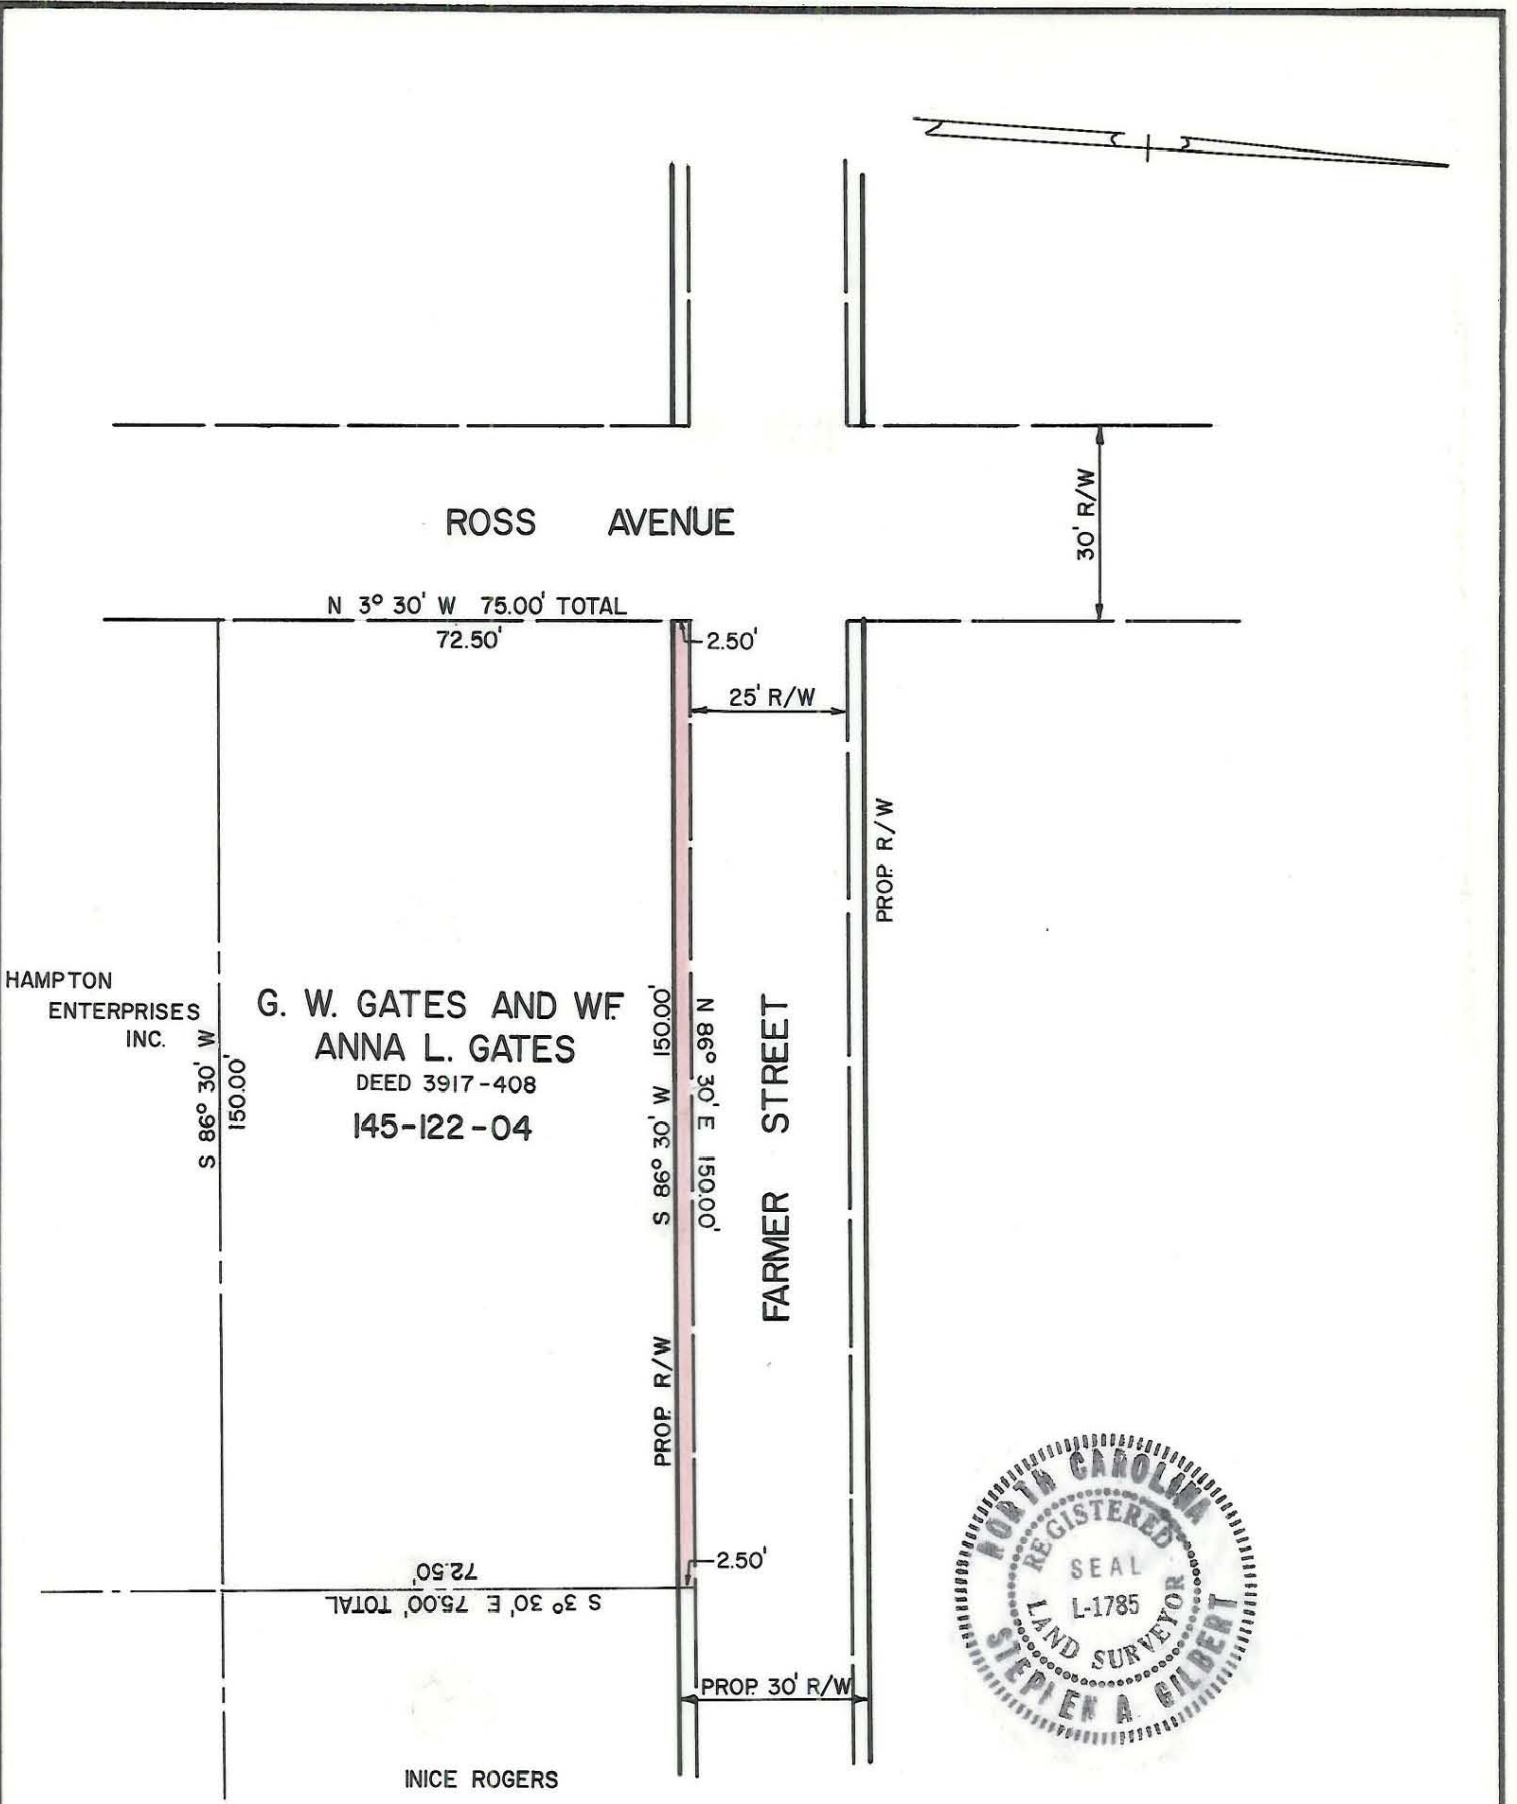 ROSS AVENUE
30' R/W
N 3° 30' W 75.00' TOTAL
72.50'
2.50'
25' R/W
PROP. R/W
HAMPTON
ENTERPRISES
INC.
S 86° 30' W
150.00'
G. W. GATES AND WF.
ANNA L. GATES
DEED 3917-408
145-122-04
S 86° 30' W 150.00'
N 86° 30' E 150.00'
FARMER STREET
PROP. R/W
72.50'
S 3° 30' E 75.00' TOTAL
2.50'
PROP. 30' R/W
INICE ROGERS
NORTH CAROLINA
REGISTERED
SEAL
L-1785
LAND SURVEYOR
STEPHEN A. GILBERT